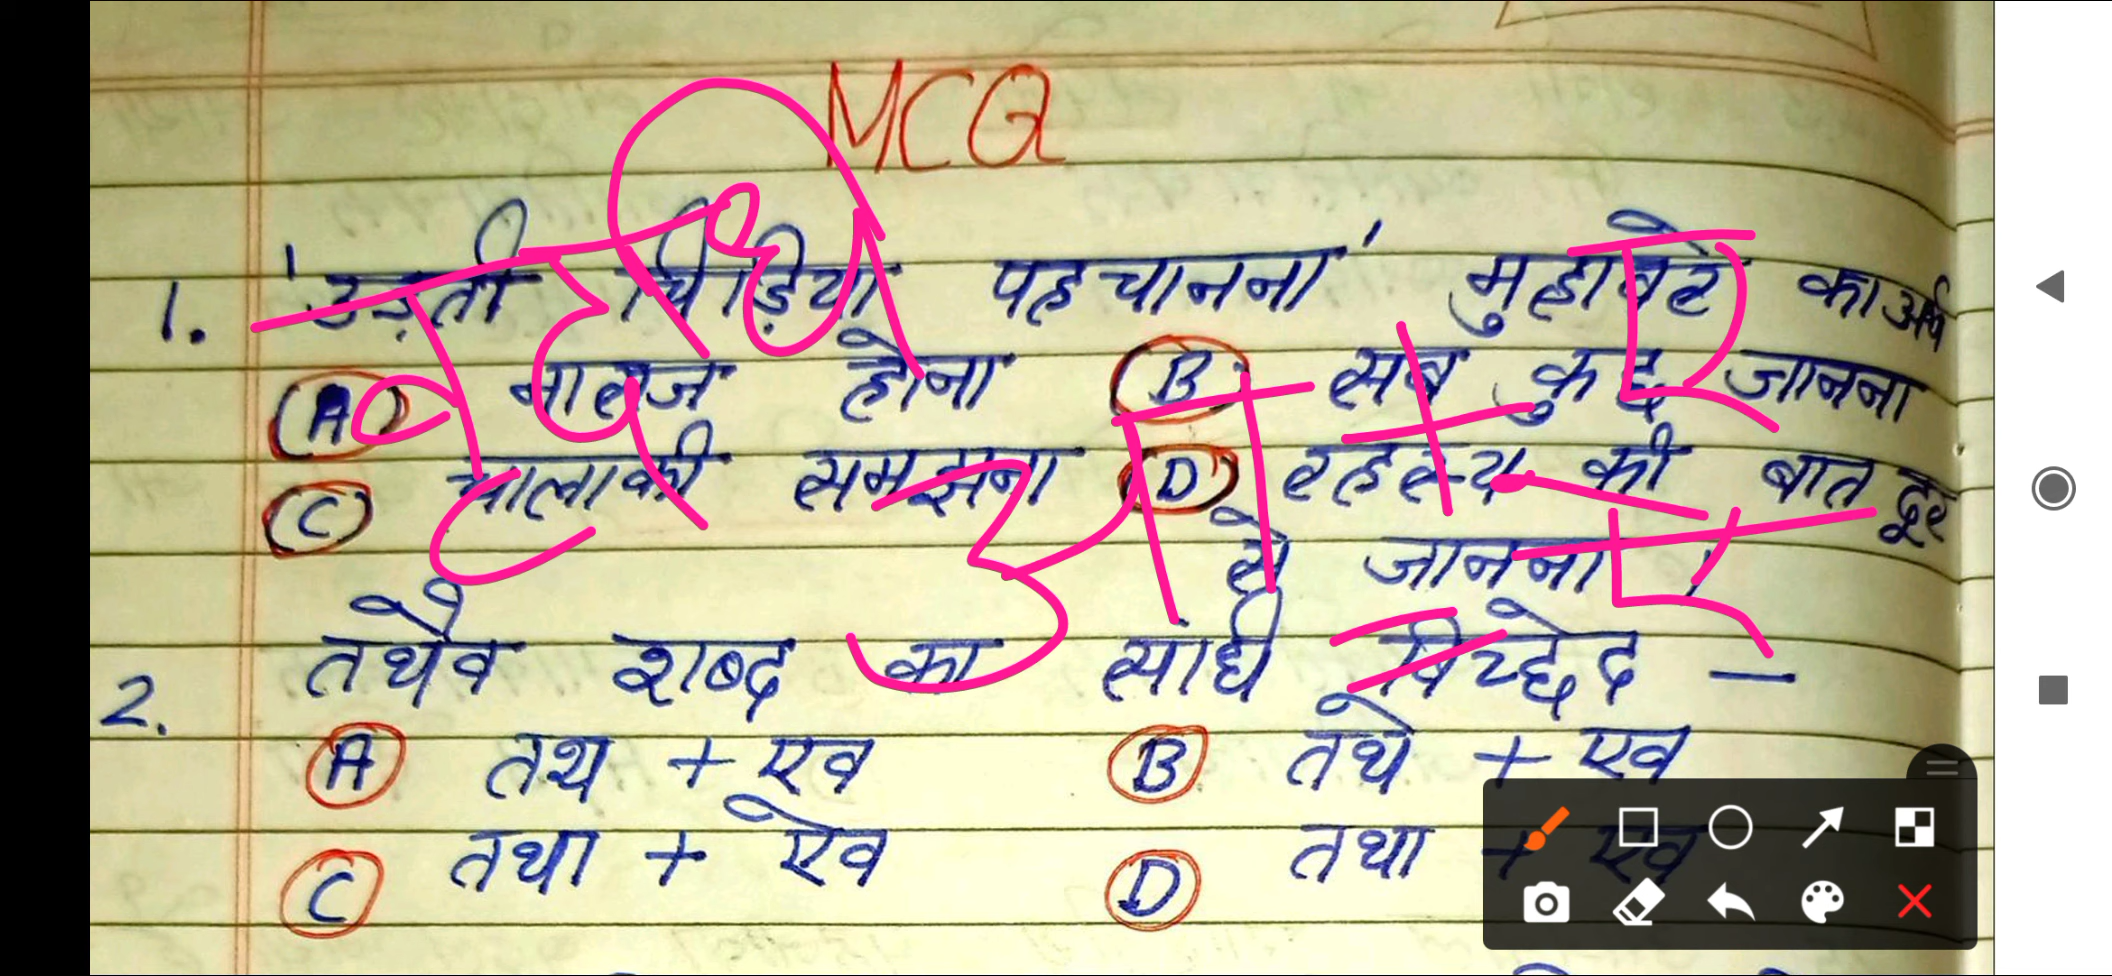 MCQ
1. 'उड़ती चिड़िया पहचानना' मुहावरे का अर्थ
(A) नाराज होना (B) सब कुछ जानना
(C) चालाकी समझना (D) रहस्य की बात दूर
से जानना ।
2. तथैव शब्द का संधि विच्छेद —
(A) तथ + एव (B) तथे + एव
(C) तथा + ऐव (D) तथा + एव